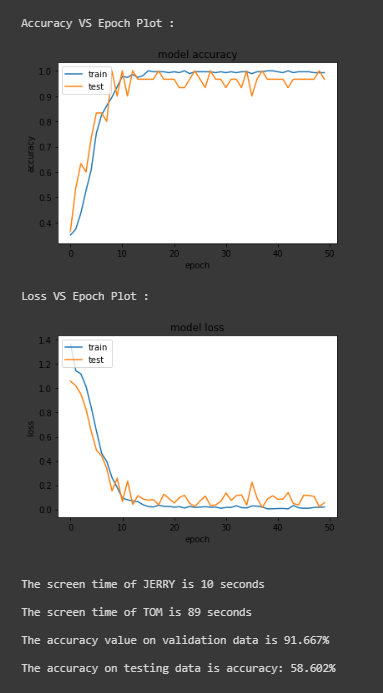 Accuracy VS Epoch Plot :
model accuracy
train
test
1.0
0.9
0.8
0.7
0.6
0.5
0.4
accuracy
0 10 20 30 40 50
epoch
Loss VS Epoch Plot :
model loss
train
test
1.4
1.2
1.0
0.8
0.6
0.4
0.2
0.0
loss
0 10 20 30 40 50
epoch
The screen time of JERRY is 10 seconds
The screen time of TOM is 89 seconds
The accuracy value on validation data is 91.667%
The accuracy on testing data is accuracy: 58.602%